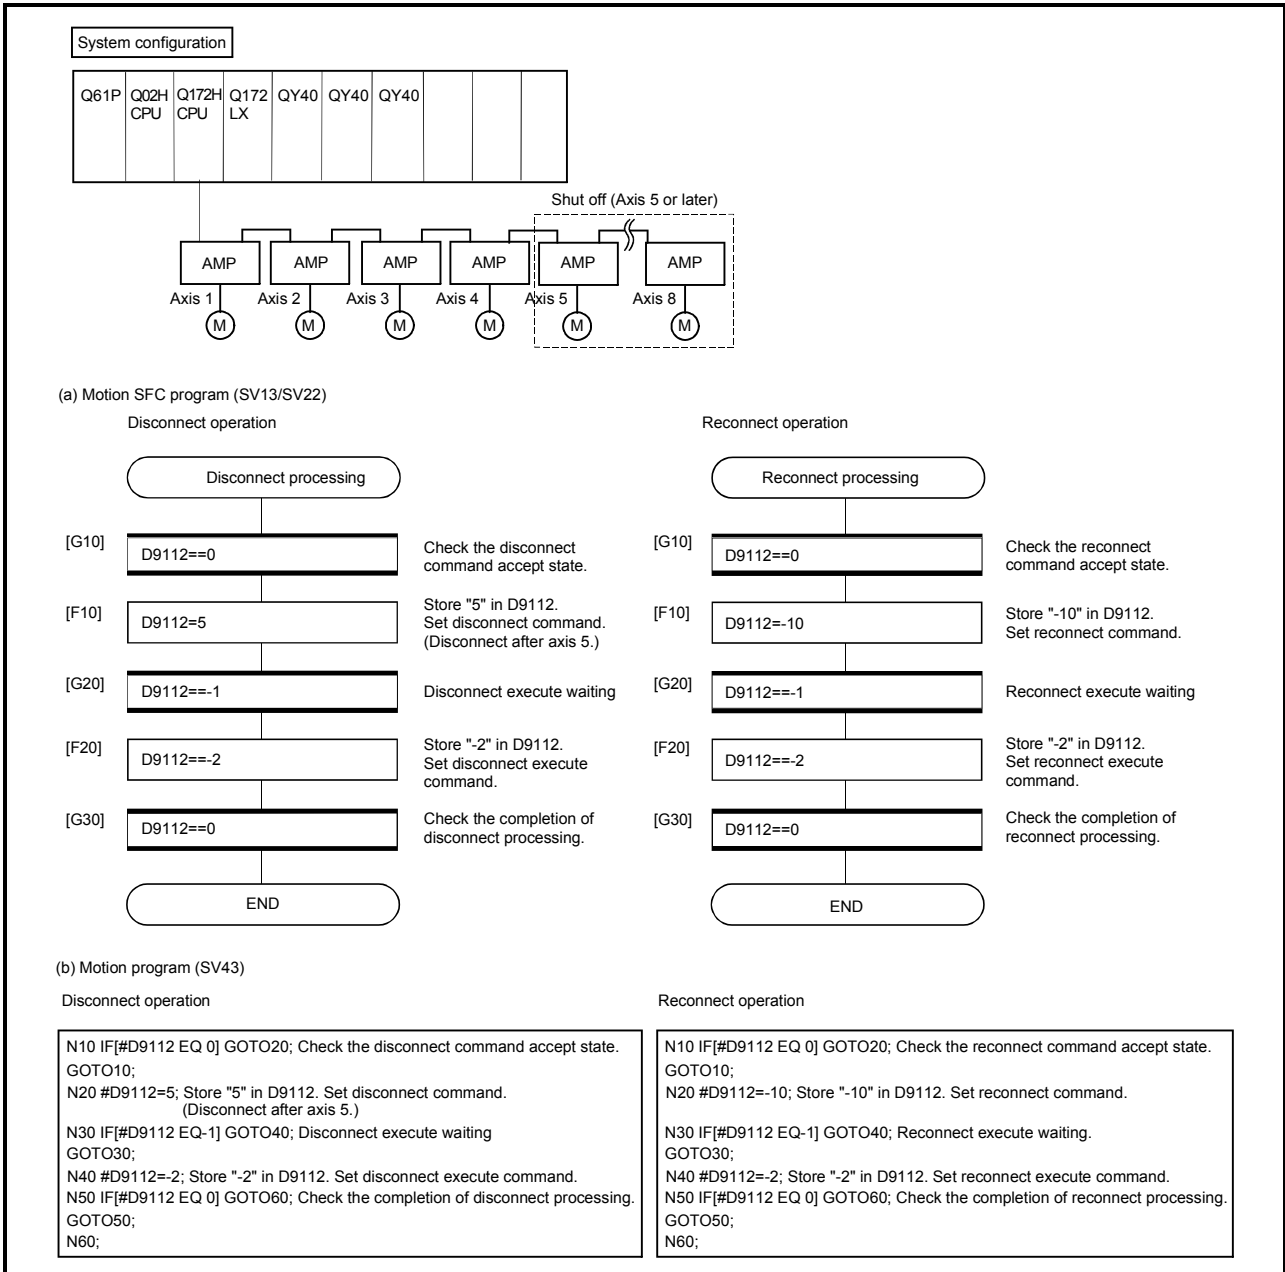 System configuration
Q61P Q02H CPU Q172H CPU Q172 LX QY40 QY40 QY40
Shut off (Axis 5 or later)
AMP AMP AMP AMP AMP AMP
Axis 1 Axis 2 Axis 3 Axis 4 Axis 5 Axis 8
M M M M M M
(a) Motion SFC program (SV13/SV22)
Disconnect operation
Disconnect processing
[G10] D9112==0
Check the disconnect
command accept state.
[F10] D9112=5
Store "5" in D9112.
Set disconnect command.
(Disconnect after axis 5.)
[G20] D9112==-1
Disconnect execute waiting
[F20] D9112==-2
Store "-2" in D9112.
Set disconnect execute
command.
[G30] D9112==0
Check the completion of
disconnect processing.
END
Reconnect operation
Reconnect processing
[G10] D9112==0
Check the reconnect
command accept state.
[F10] D9112=-10
Store "-10" in D9112.
Set reconnect command.
[G20] D9112==-1
Reconnect execute waiting
[F20] D9112==-2
Store "-2" in D9112.
Set reconnect execute
command.
[G30] D9112==0
Check the completion of
reconnect processing.
END
(b) Motion program (SV43)
Disconnect operation
N10 IF[#D9112 EQ 0] GOTO20; Check the disconnect command accept state.
GOTO10;
N20 #D9112=5; Store "5" in D9112. Set disconnect command.
(Disconnect after axis 5.)
N30 IF[#D9112 EQ-1] GOTO40; Disconnect execute waiting
GOTO30;
N40 #D9112=-2; Store "-2" in D9112. Set disconnect execute command.
N50 IF[#D9112 EQ 0] GOTO60; Check the completion of disconnect processing.
GOTO50;
N60;
Reconnect operation
N10 IF[#D9112 EQ 0] GOTO20; Check the reconnect command accept state.
GOTO10;
N20 #D9112=-10; Store "-10" in D9112. Set reconnect command.
N30 IF[#D9112 EQ-1] GOTO40; Reconnect execute waiting.
GOTO30;
N40 #D9112=-2; Store "-2" in D9112. Set reconnect execute command.
N50 IF[#D9112 EQ 0] GOTO60; Check the completion of reconnect processing.
GOTO50;
N60;